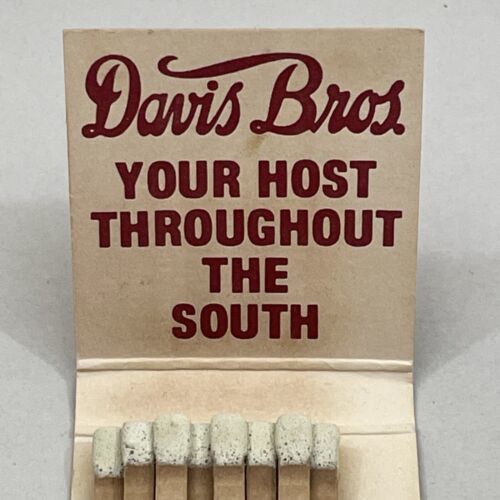 Davis Bros.
YOUR HOST
THROUGHOUT
THE
SOUTH